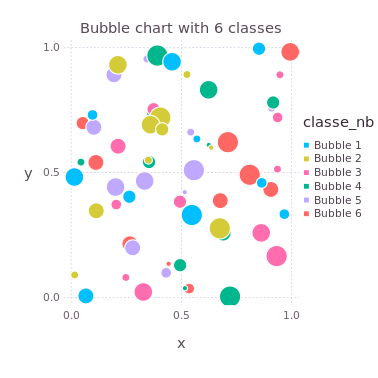 Bubble chart with 6 classes
1.0
0.5
0.0
y
0.0
0.5
1.0
x
classe_nb
Bubble 1
Bubble 2
Bubble 3
Bubble 4
Bubble 5
Bubble 6